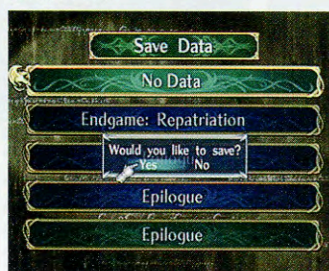 Save Data
No Data
Endgame: Repatriation
Would you like to save?
Yes No
Epilogue
Epilogue